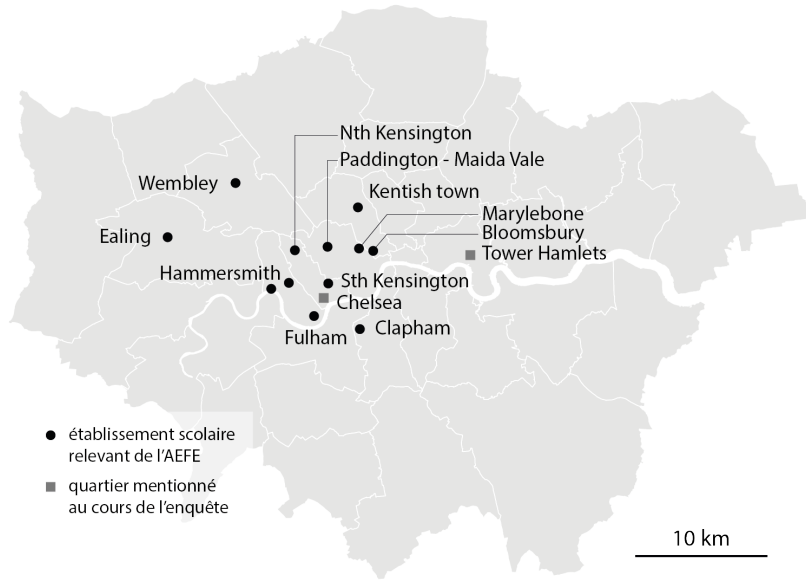 Nth Kensington
Paddington - Maida Vale
Wembley
Kentish town
Marylebone
Ealing
Bloomsbury
Tower Hamlets
Hammersmith
Sth Kensington
Chelsea
Fulham
Clapham
établissement scolaire
relevant de l'AEFE
quartier mentionné
au cours de l'enquête
10 km